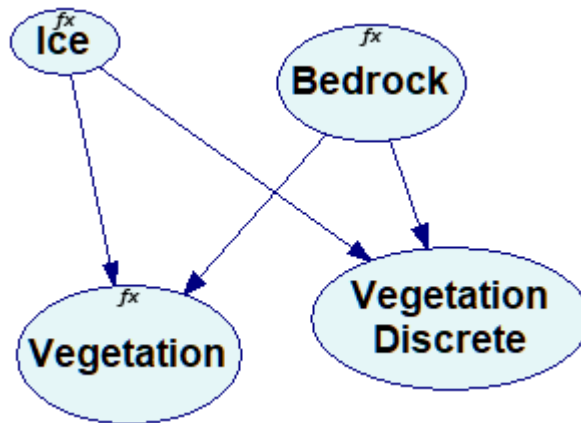 fx
Ice
fx
Bedrock
fx
Vegetation
Vegetation
Discrete